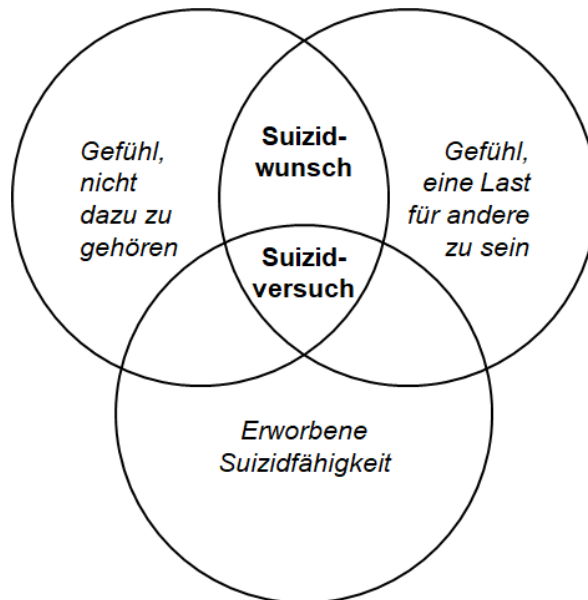 Gefühl,
nicht
dazu zu
gehören
Suizid-
wunsch
Gefühl,
eine Last
für andere
zu sein
Suizid-
versuch
Erworbene
Suizidfähigkeit